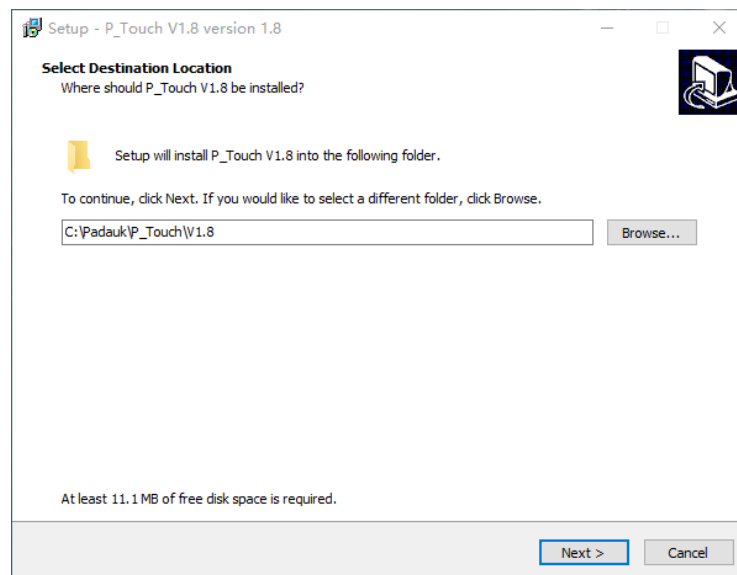 Setup - P_Touch V1.8 version 1.8
Select Destination Location
Where should P_Touch V1.8 be installed?
Setup will install P_Touch V1.8 into the following folder.
To continue, click Next. If you would like to select a different folder, click Browse.
C:\Padauk\P_Touch\V1.8
Browse...
At least 11.1 MB of free disk space is required.
Next >
Cancel